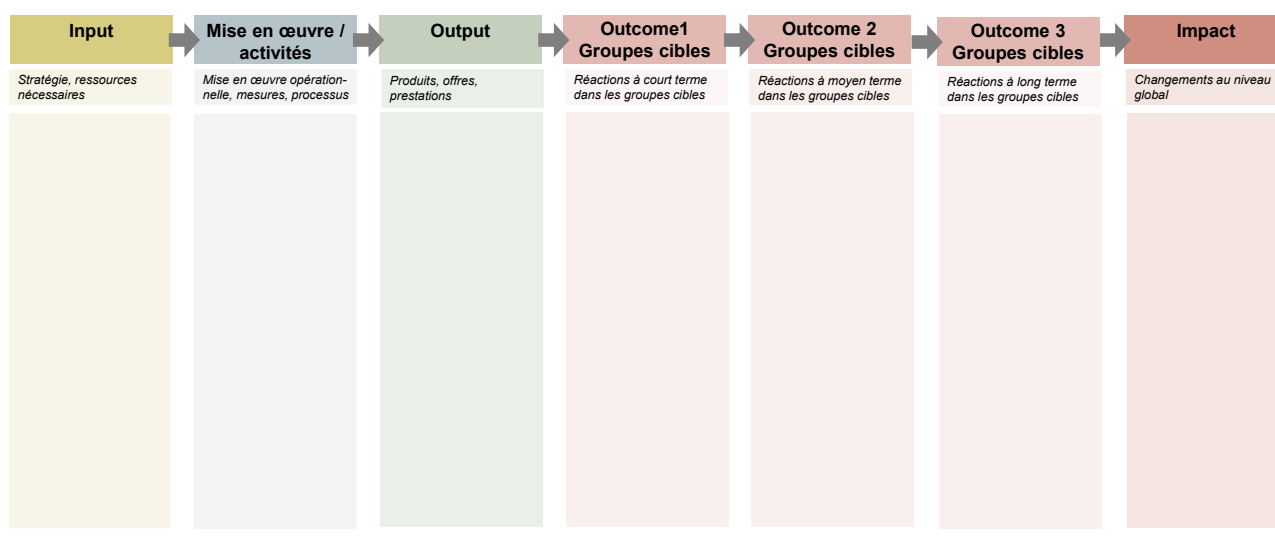 Input
Stratégie, ressources
nécessaires
Mise en œuvre /
activités
Mise en œuvre opération-
nelle, mesures, processus
Output
Produits, offres,
prestations
Outcome1
Groupes cibles
Réactions à court terme
dans les groupes cibles
Outcome 2
Groupes cibles
Réactions à moyen terme
dans les groupes cibles
Outcome 3
Groupes cibles
Réactions à long terme
dans les groupes cibles
Impact
Changements au niveau
global